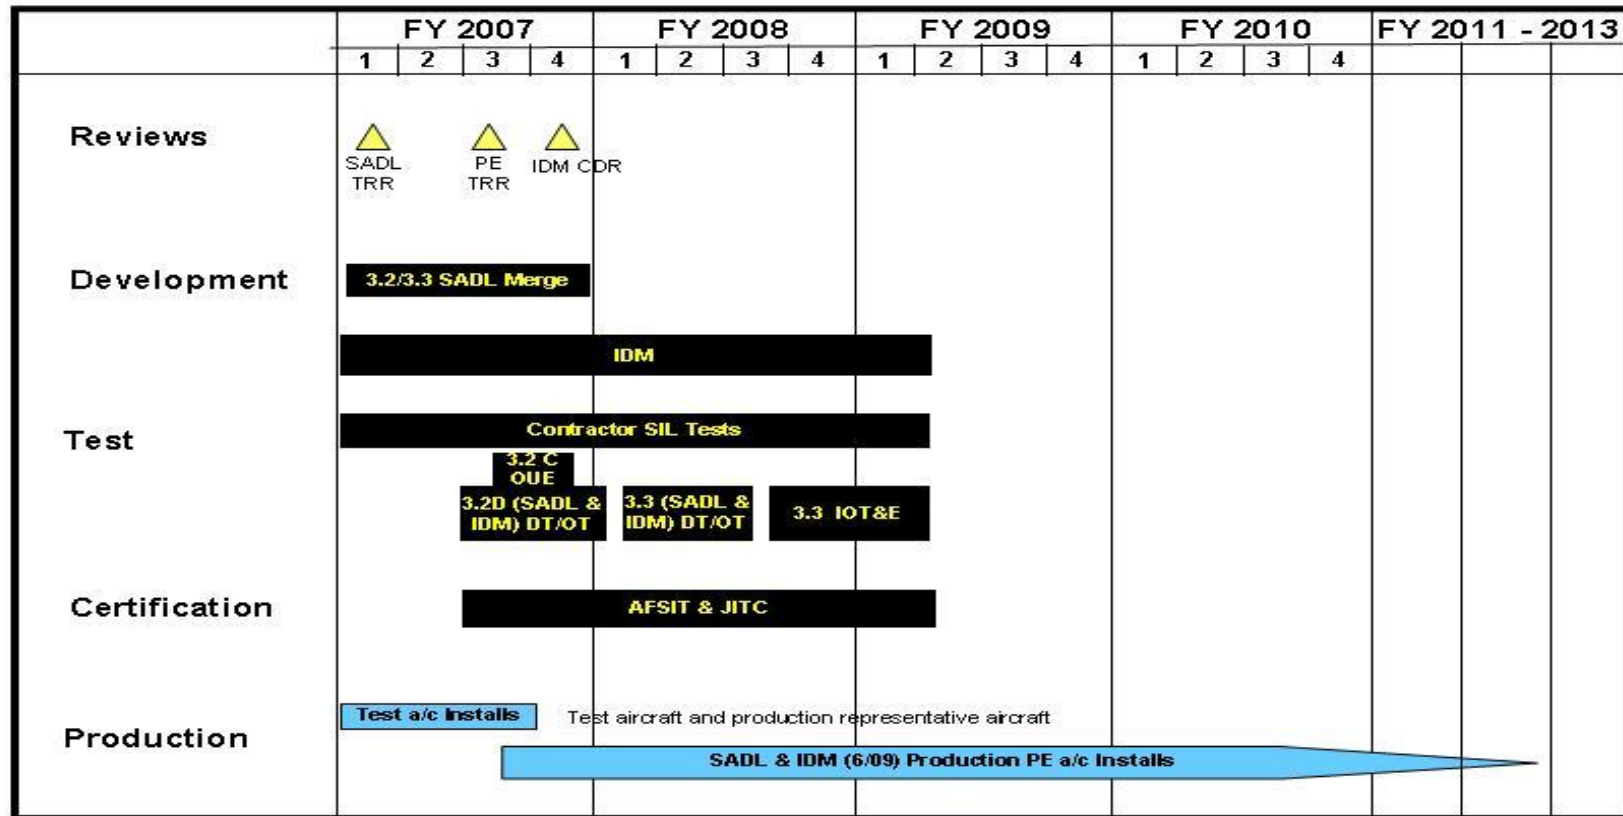 FY 2007 FY 2008 FY 2009 FY 2010 FY 2011 - 2013
1 2 3 4 1 2 3 4 1 2 3 4 1 2 3 4
Reviews
SADL
TRR
PE
TRR
IDM CDR
Development
3.2/3.3 SADL Merge
IDM
Test
Contractor SIL Tests
3.2 C
OUE
3.2D (SADL &
IDM) DT/OT
3.3 (SADL &
IDM) DT/OT
3.3 IOT&E
Certification
AFSIT & JITC
Production
Test a/c Installs
Test aircraft and production representative aircraft
SADL & IDM (6/09) Production PE a/c Installs